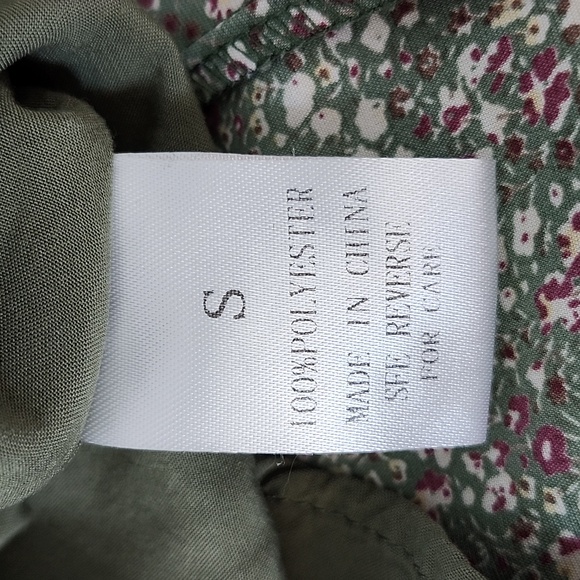 S
100%POLYESTER
MADE IN CHINA
SEE REVERSE
FOR CARE